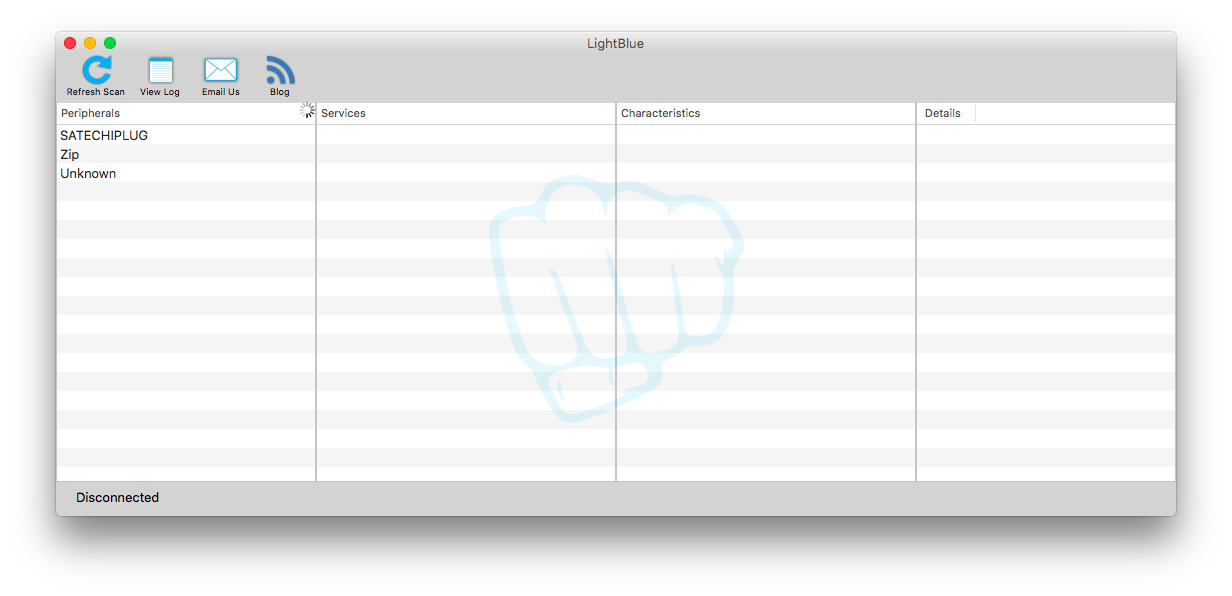 LightBlue
Refresh Scan View Log Email Us Blog
Peripherals Services Characteristics Details
SATECHIPLUG
Zip
Unknown
Disconnected